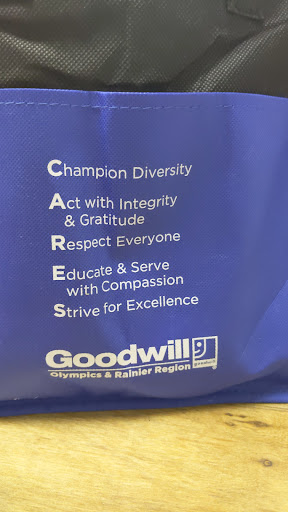 Champion Diversity
Act with Integrity
& Gratitude
Respect Everyone
Educate & Serve
with Compassion
Strive for Excellence
Goodwill
Olympics & Rainier Region